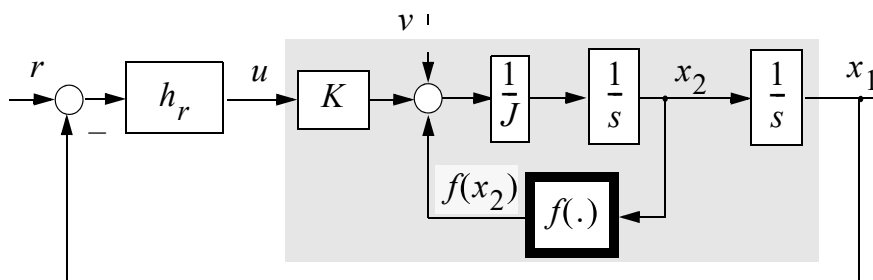 v
r
h_r
u
K
1/J
1/s
x_2
1/s
x_1
−
f(x_2)
f(.)